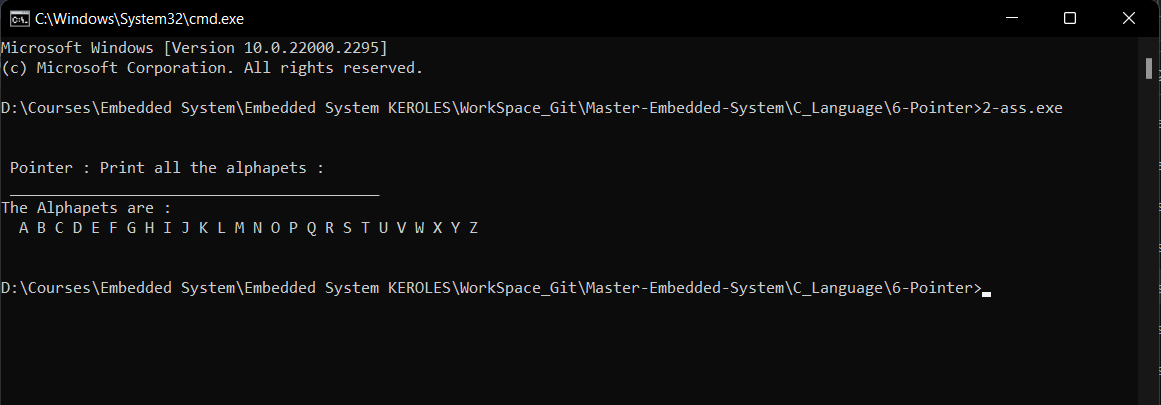 C:\Windows\System32\cmd.exe
Microsoft Windows [Version 10.0.22000.2295]
(c) Microsoft Corporation. All rights reserved.
D:\Courses\Embedded System\Embedded System KEROLES\WorkSpace_Git\Master-Embedded-System\C_Language\6-Pointer>2-ass.exe
Pointer : Print all the alphapets :
_________________________________________
The Alphapets are :
A B C D E F G H I J K L M N O P Q R S T U V W X Y Z
D:\Courses\Embedded System\Embedded System KEROLES\WorkSpace_Git\Master-Embedded-System\C_Language\6-Pointer>